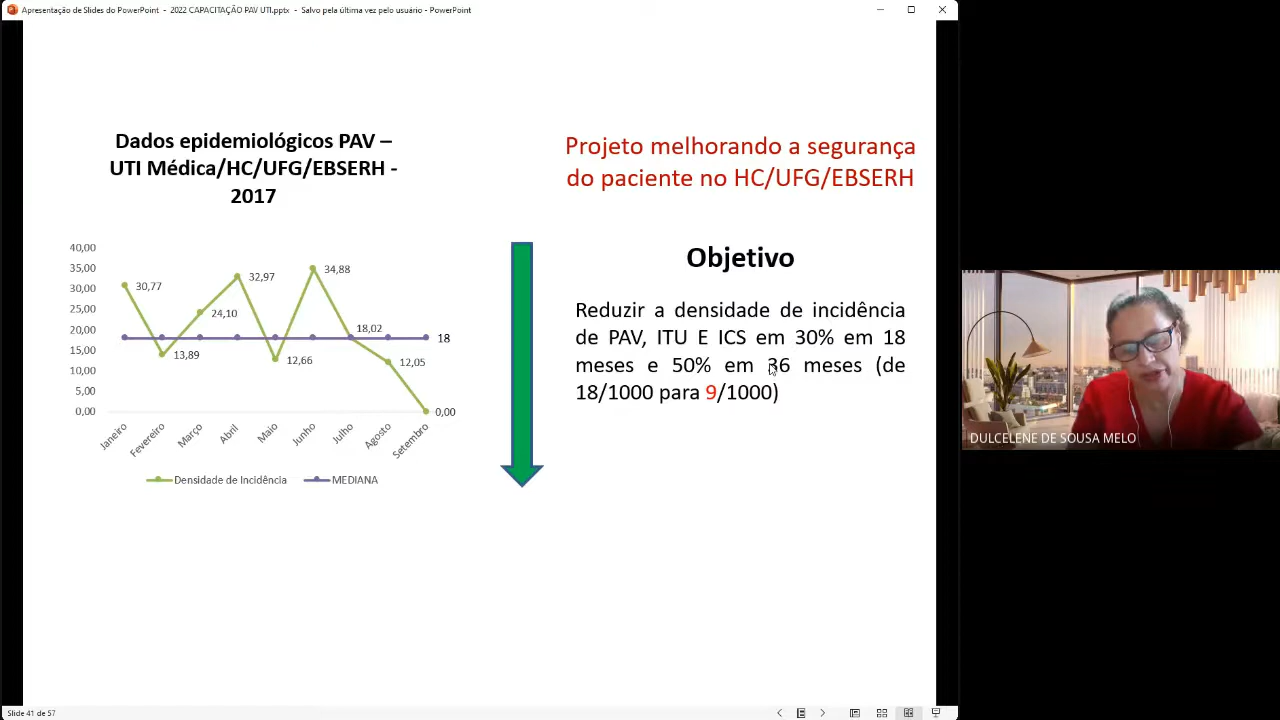 Apresentação de Slides do PowerPoint - 2022 CAPACITAÇÃO PAV UTI.pptx - Salvo pela última vez pelo usuário - PowerPoint
Dados epidemiológicos PAV –
UTI Médica/HC/UFG/EBSERH -
2017
40,00
35,00
30,00
25,00
20,00
15,00
10,00
5,00
0,00
30,77
13,89
24,10
32,97
12,66
34,88
18,02
12,05
0,00
18
Janeiro
Fevereiro
Março
Abril
Maio
Junho
Julho
Agosto
Setembro
Densidade de Incidência
MEDIANA
Projeto melhorando a segurança
do paciente no HC/UFG/EBSERH
Objetivo
Reduzir a densidade de incidência
de PAV, ITU E ICS em 30% em 18
meses e 50% em 36 meses (de
18/1000 para 9/1000)
DULCELENE DE SOUSA MELO
Slide 41 de 57